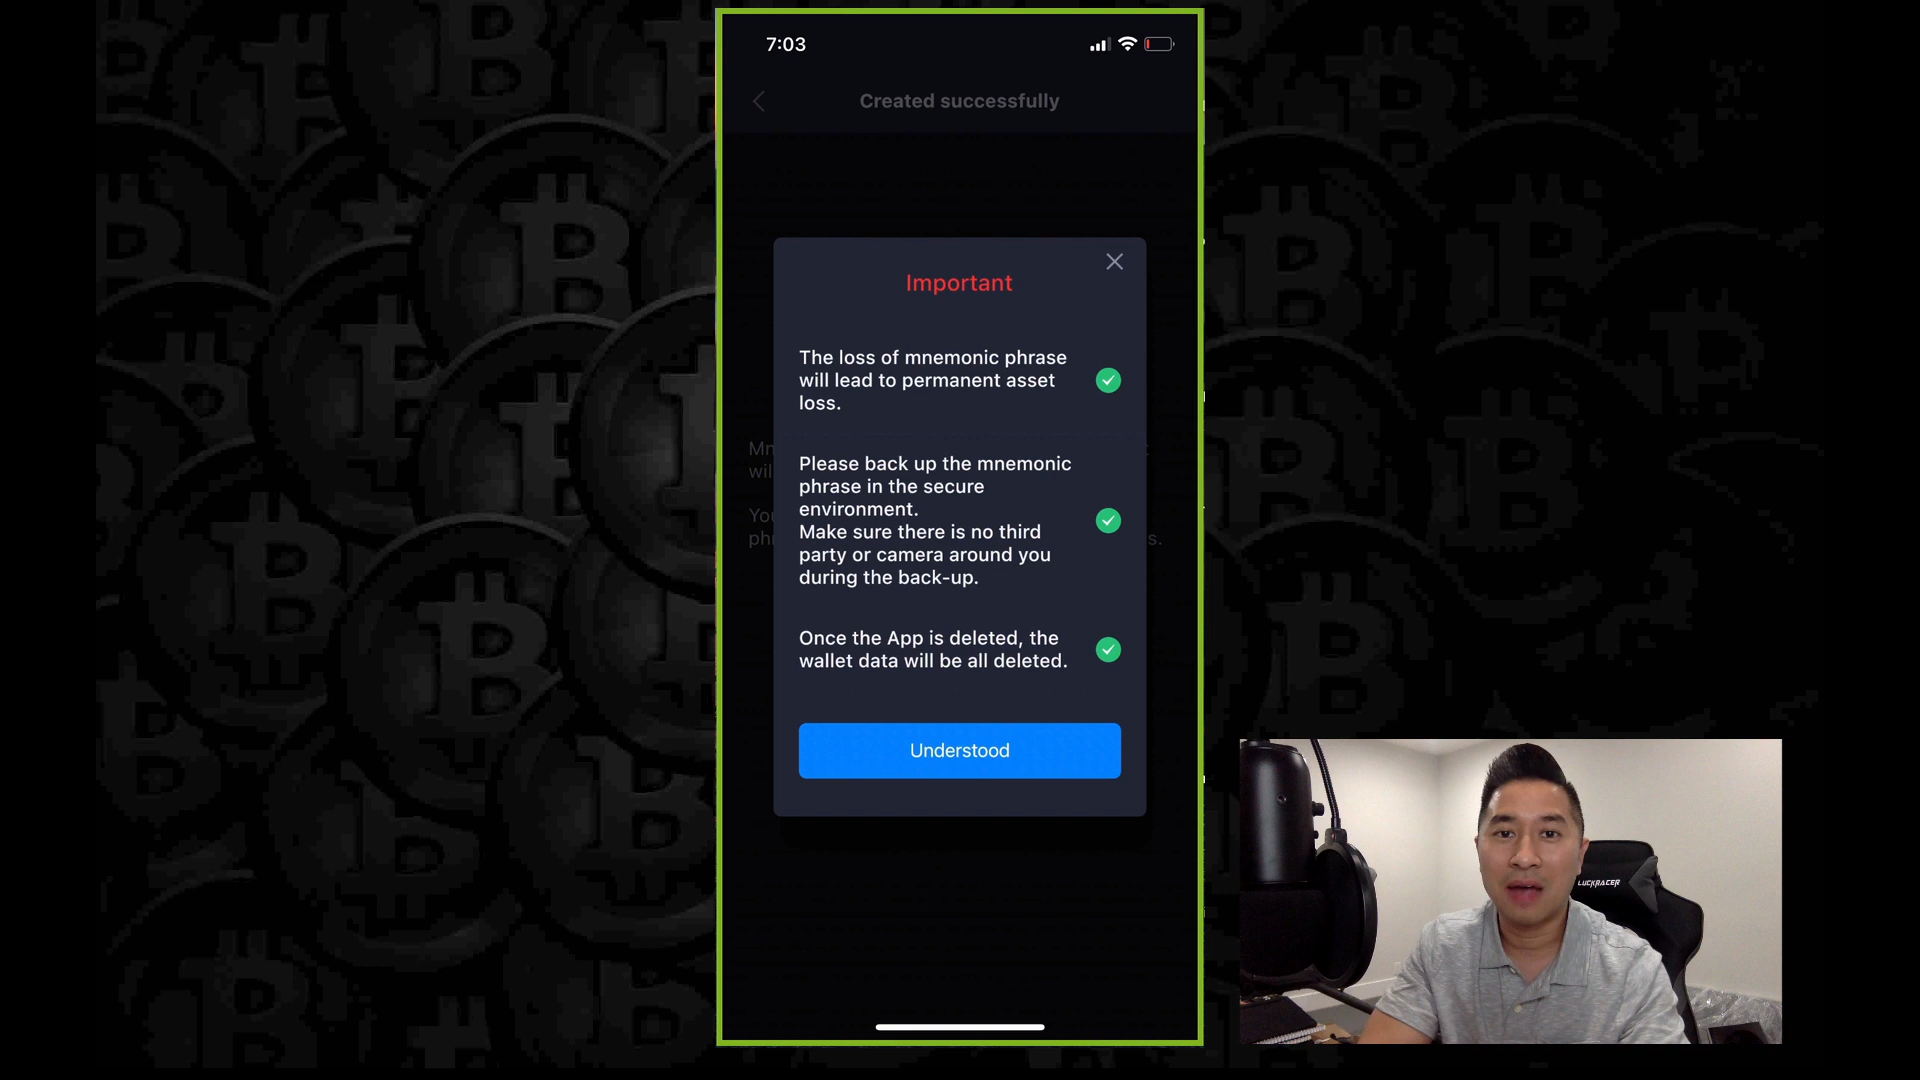 7:03
Created successfully
Important
The loss of mnemonic phrase
will lead to permanent asset
loss.
Please back up the mnemonic
phrase in the secure
environment.
Make sure there is no third
party or camera around you
during the back-up.
Once the App is deleted, the
wallet data will be all deleted.
Understood
LUCKRACER